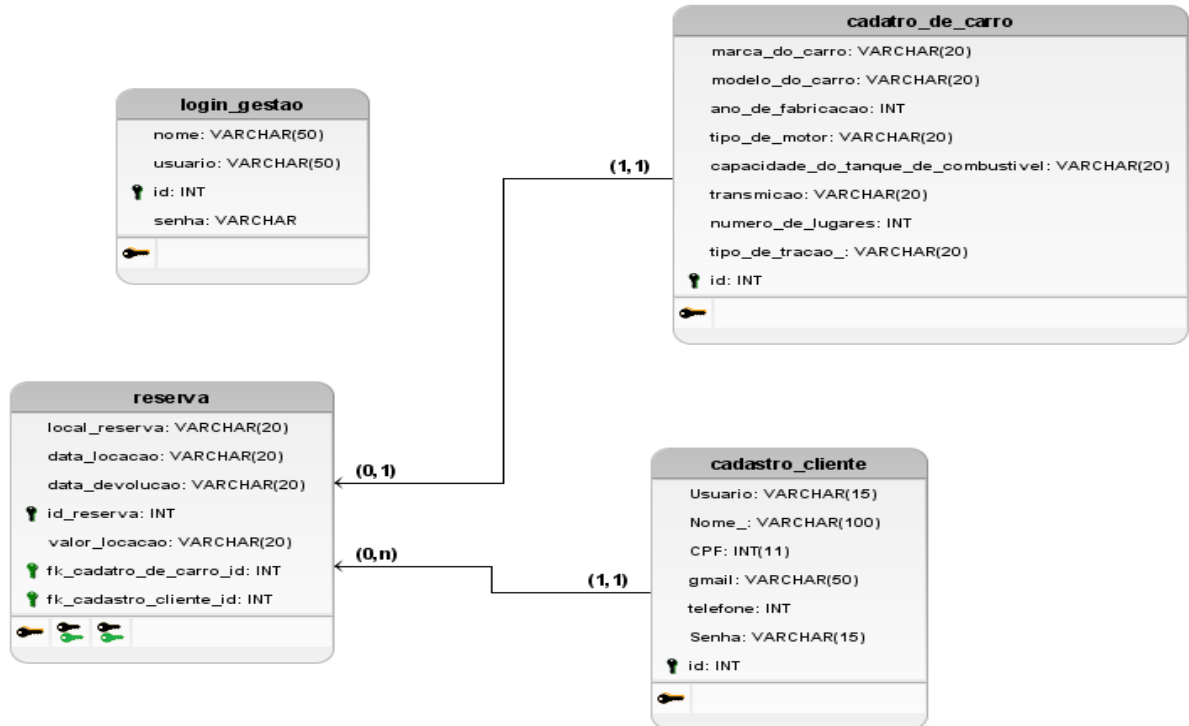 login_gestao
nome: VARCHAR(50)
usuario: VARCHAR(50)
id: INT
senha: VARCHAR
cadatro_de_carro
marca_do_carro: VARCHAR(20)
modelo_do_carro: VARCHAR(20)
ano_de_fabricacao: INT
tipo_de_motor: VARCHAR(20)
capacidade_do_tanque_de_combustivel: VARCHAR(20)
transmicao: VARCHAR(20)
numero_de_lugares: INT
tipo_de_tracao_: VARCHAR(20)
id: INT
(1,1)
reserva
local_reserva: VARCHAR(20)
data_locacao: VARCHAR(20)
data_devolucao: VARCHAR(20)
id_reserva: INT
valor_locacao: VARCHAR(20)
fk_cadatro_de_carro_id: INT
fk_cadastro_cliente_id: INT
(0,1)
(0,n)
(1,1)
cadastro_cliente
Usuario: VARCHAR(15)
Nome_: VARCHAR(100)
CPF: INT(11)
gmail: VARCHAR(50)
telefone: INT
Senha: VARCHAR(15)
id: INT